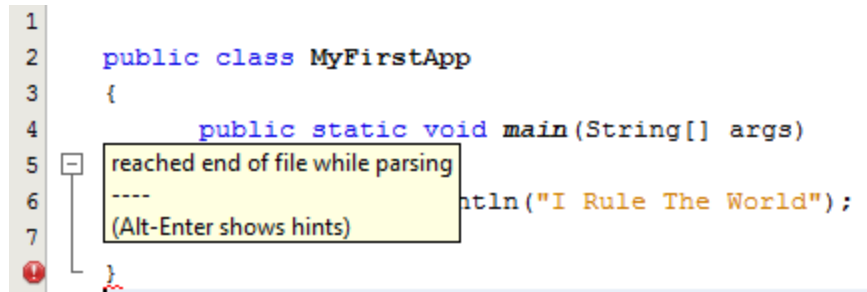 1
2 public class MyFirstApp
3 {
4 public static void main(String[] args)
5 reached end of file while parsing
6 ---- ntln("I Rule The World");
7 (Alt-Enter shows hints)
}